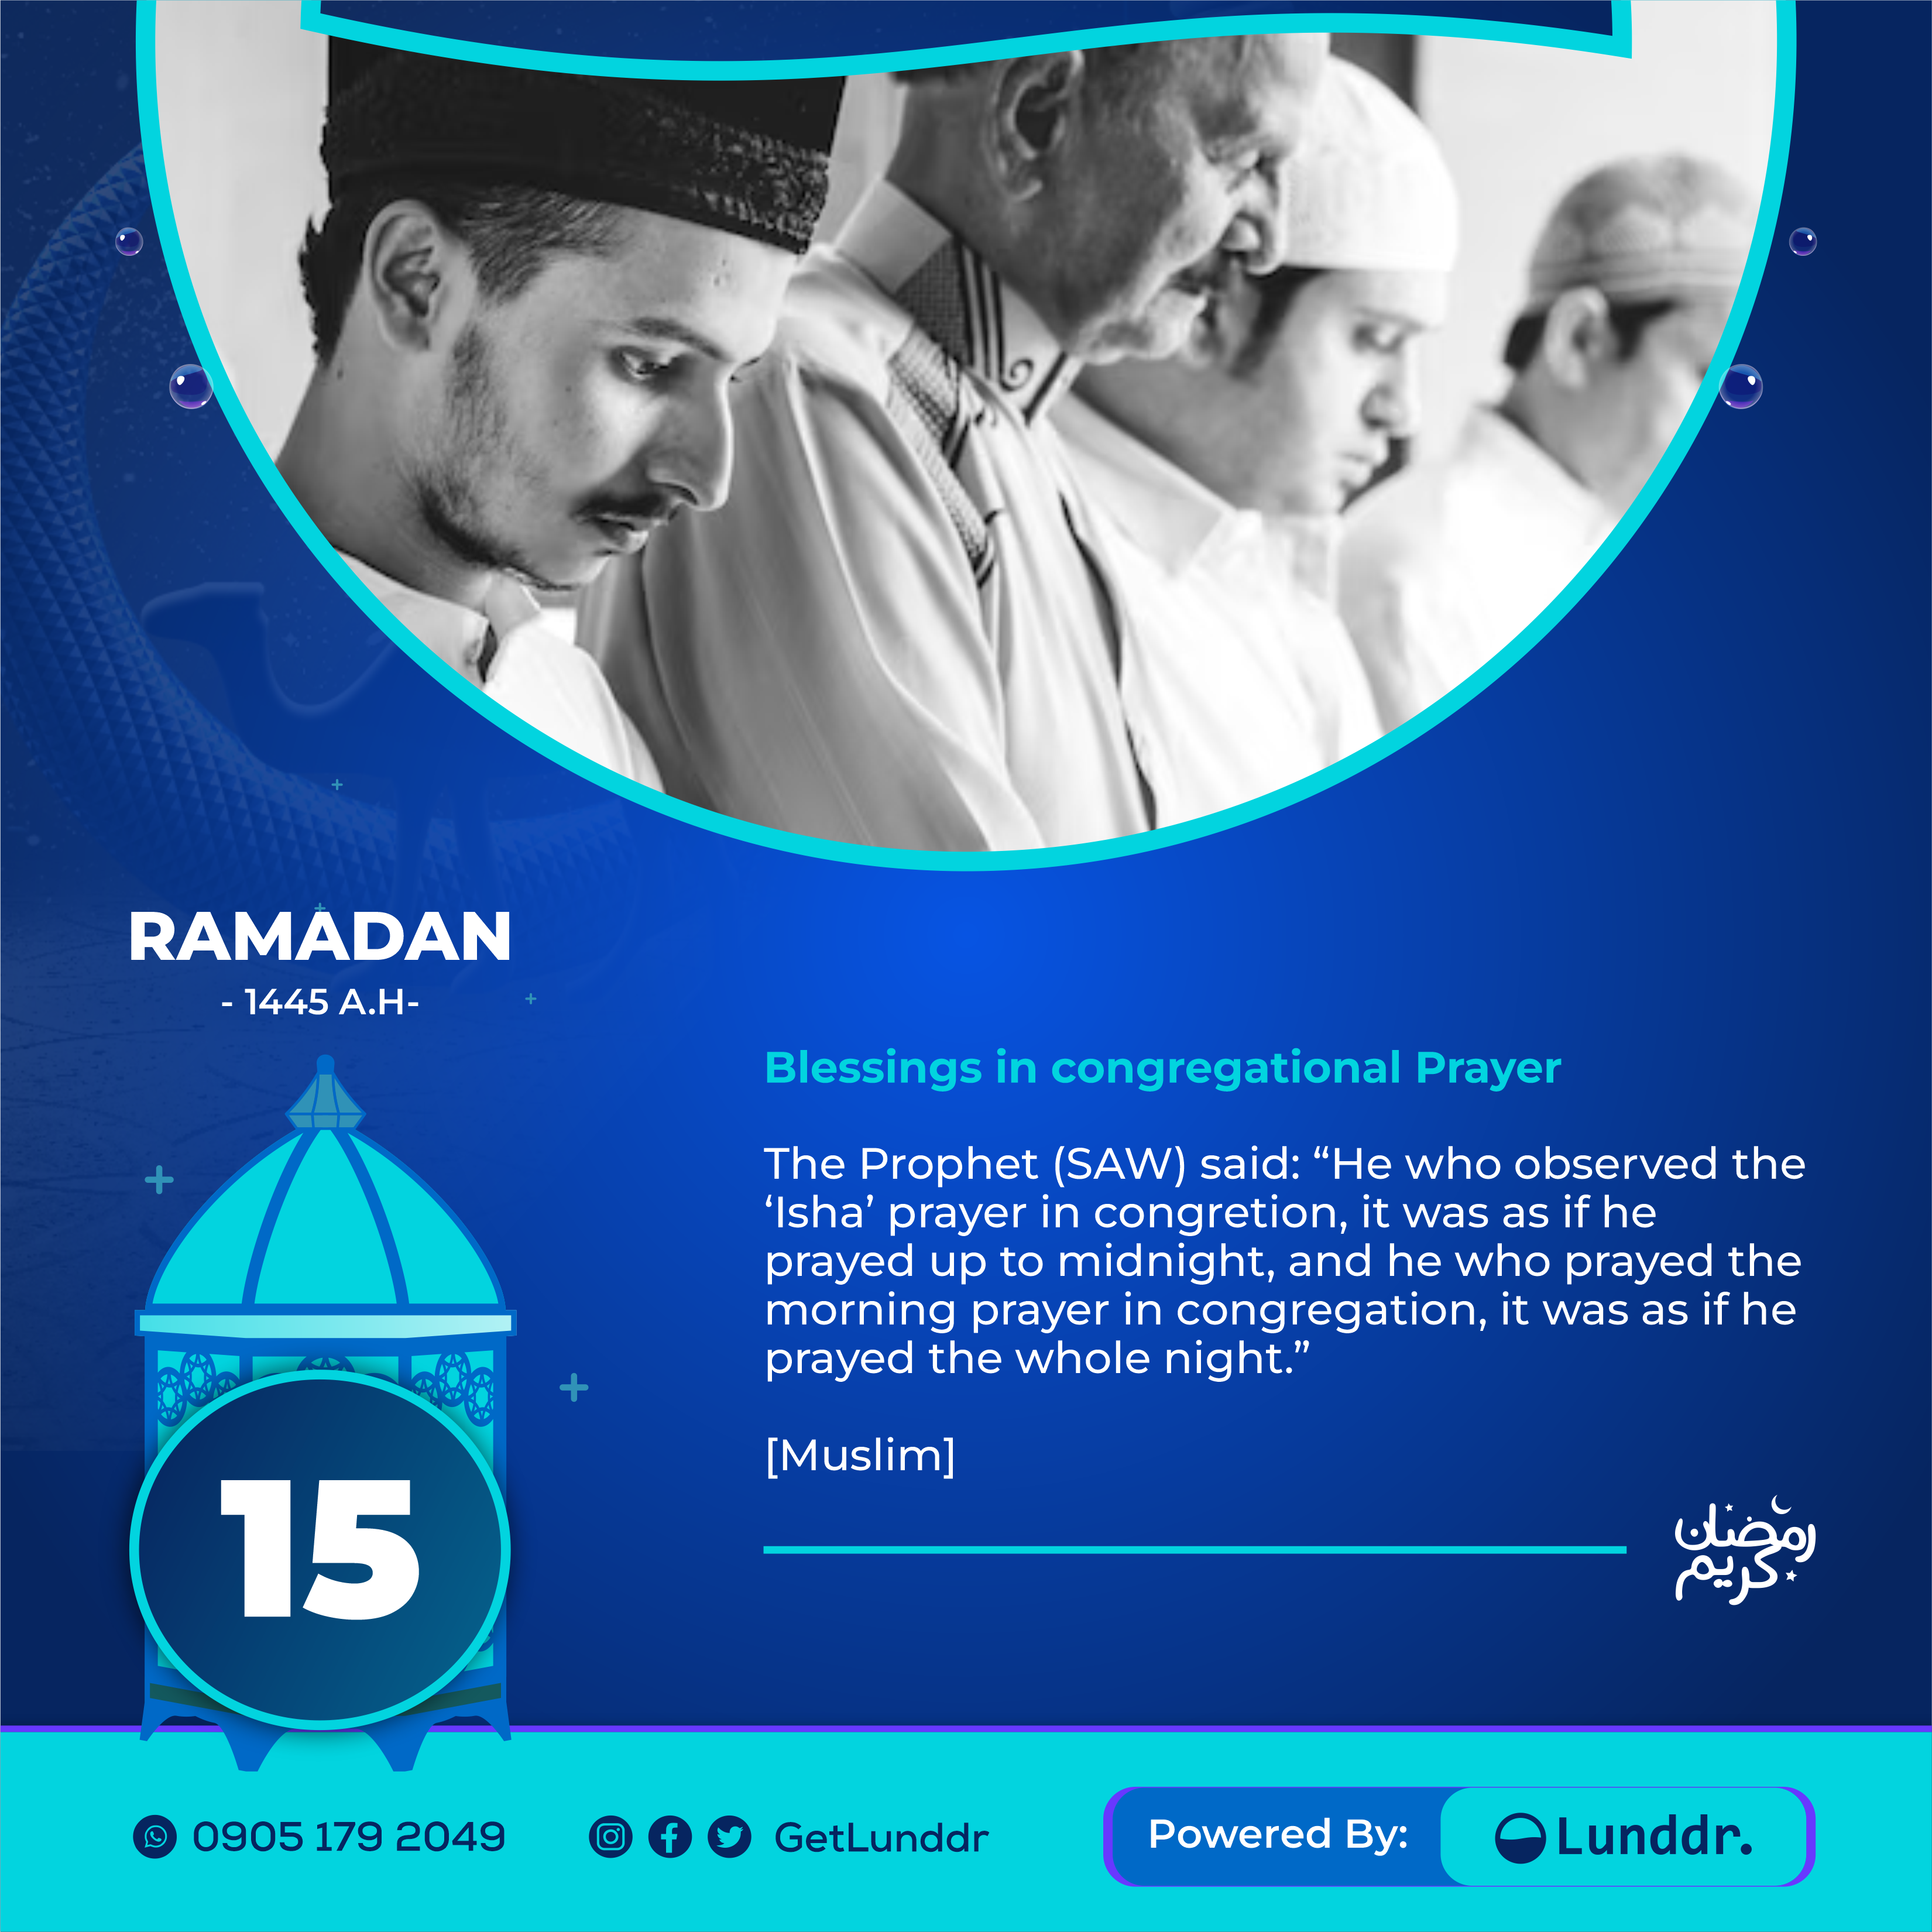 RAMADAN
- 1445 A.H-
Blessings in congregational Prayer
The Prophet (SAW) said: “He who observed the
‘Isha’ prayer in congretion, it was as if he
prayed up to midnight, and he who prayed the
morning prayer in congregation, it was as if he
prayed the whole night.”
[Muslim]
15
رمضان
كريم
0905 179 2049
GetLunddr
Powered By:
Lunddr.